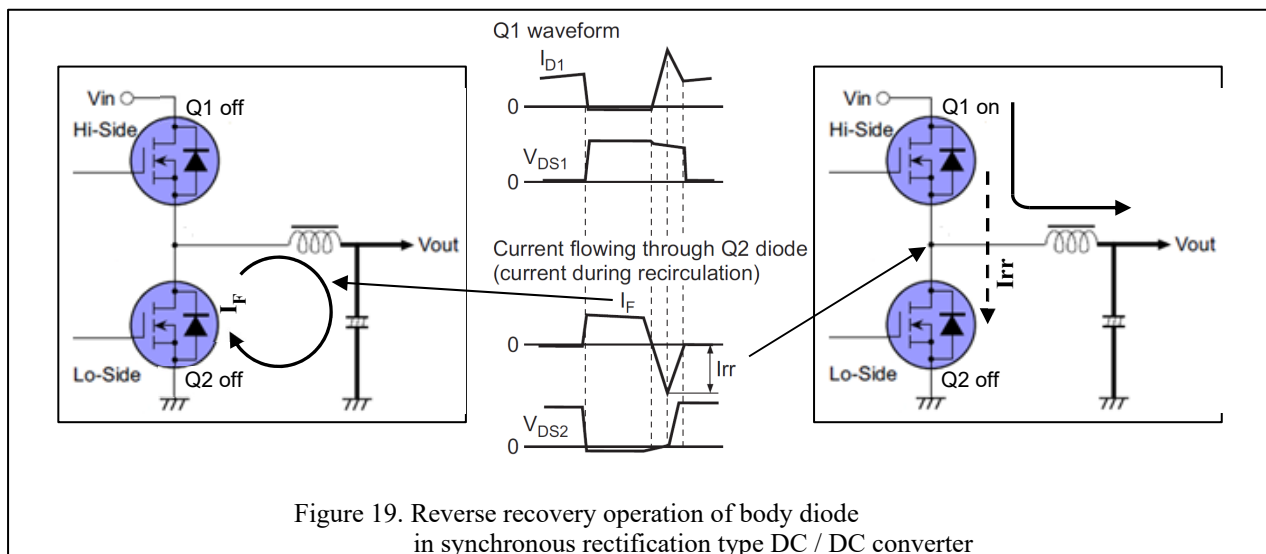 Vin
Q1 off
Hi-Side
Vout
I_F
Q2 off
Lo-Side
Q1 waveform
I_D1
0
V_DS1
0
Current flowing through Q2 diode
(current during recirculation)
I_F
0
Irr
V_DS2
0
Vin
Q1 on
Hi-Side
Irr
Vout
Lo-Side
Q2 off
Figure 19. Reverse recovery operation of body diode
in synchronous rectification type DC / DC converter